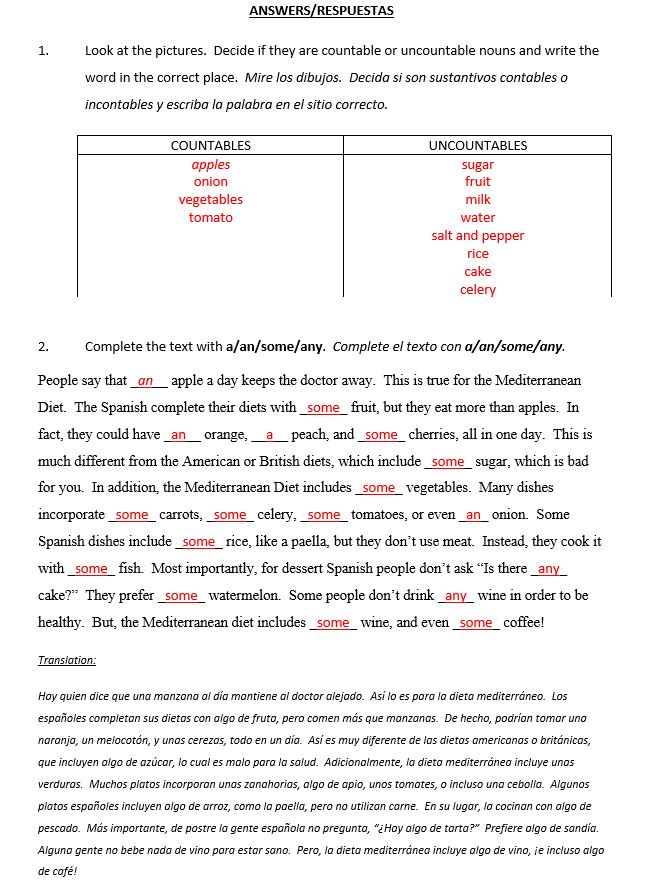 ANSWERS/RESPUESTAS
1. Look at the pictures. Decide if they are countable or uncountable nouns and write the
word in the correct place. Mire los dibujos. Decida si son sustantivos contables o
incontables y escriba la palabra en el sitio correcto.
COUNTABLES UNCOUNTABLES
apples sugar
onion fruit
vegetables milk
tomato water
salt and pepper
rice
cake
celery
2. Complete the text with a/an/some/any. Complete el texto con a/an/some/any.
People say that _an__ apple a day keeps the doctor away. This is true for the Mediterranean
Diet. The Spanish complete their diets with _some_ fruit, but they eat more than apples. In
fact, they could have _an__ orange, __a__ peach, and _some_ cherries, all in one day. This is
much different from the American or British diets, which include _some_ sugar, which is bad
for you. In addition, the Mediterranean Diet includes _some_ vegetables. Many dishes
incorporate _some_ carrots, _some_ celery, _some_ tomatoes, or even _an_ onion. Some
Spanish dishes include _some_ rice, like a paella, but they don't use meat. Instead, they cook it
with _some_ fish. Most importantly, for dessert Spanish people don't ask “Is there _any_
cake?” They prefer _some_ watermelon. Some people don't drink _any_ wine in order to be
healthy. But, the Mediterranean diet includes _some_ wine, and even _some_ coffee!
Translation:
Hay quien dice que una manzana al día mantiene al doctor alejado. Así lo es para la dieta mediterráneo. Los
españoles completan sus dietas con algo de fruta, pero comen más que manzanas. De hecho, podrían tomar una
naranja, un melocotón, y unas cerezas, todo en un día. Así es muy diferente de las dietas americanas o británicas,
que incluyen algo de azúcar, lo cual es malo para la salud. Adicionalmente, la dieta mediterránea incluye unas
verduras. Muchos platos incorporan unas zanahorias, algo de apio, unos tomates, o incluso una cebolla. Algunos
platos españoles incluyen algo de arroz, como la paella, pero no utilizan carne. En su lugar, la cocinan con algo de
pescado. Más importante, de postre la gente española no pregunta, “¿Hay algo de tarta?” Prefiere algo de sandía.
Alguna gente no bebe nada de vino para estar sano. Pero, la dieta mediterránea incluye algo de vino, ¡e incluso algo
de café!